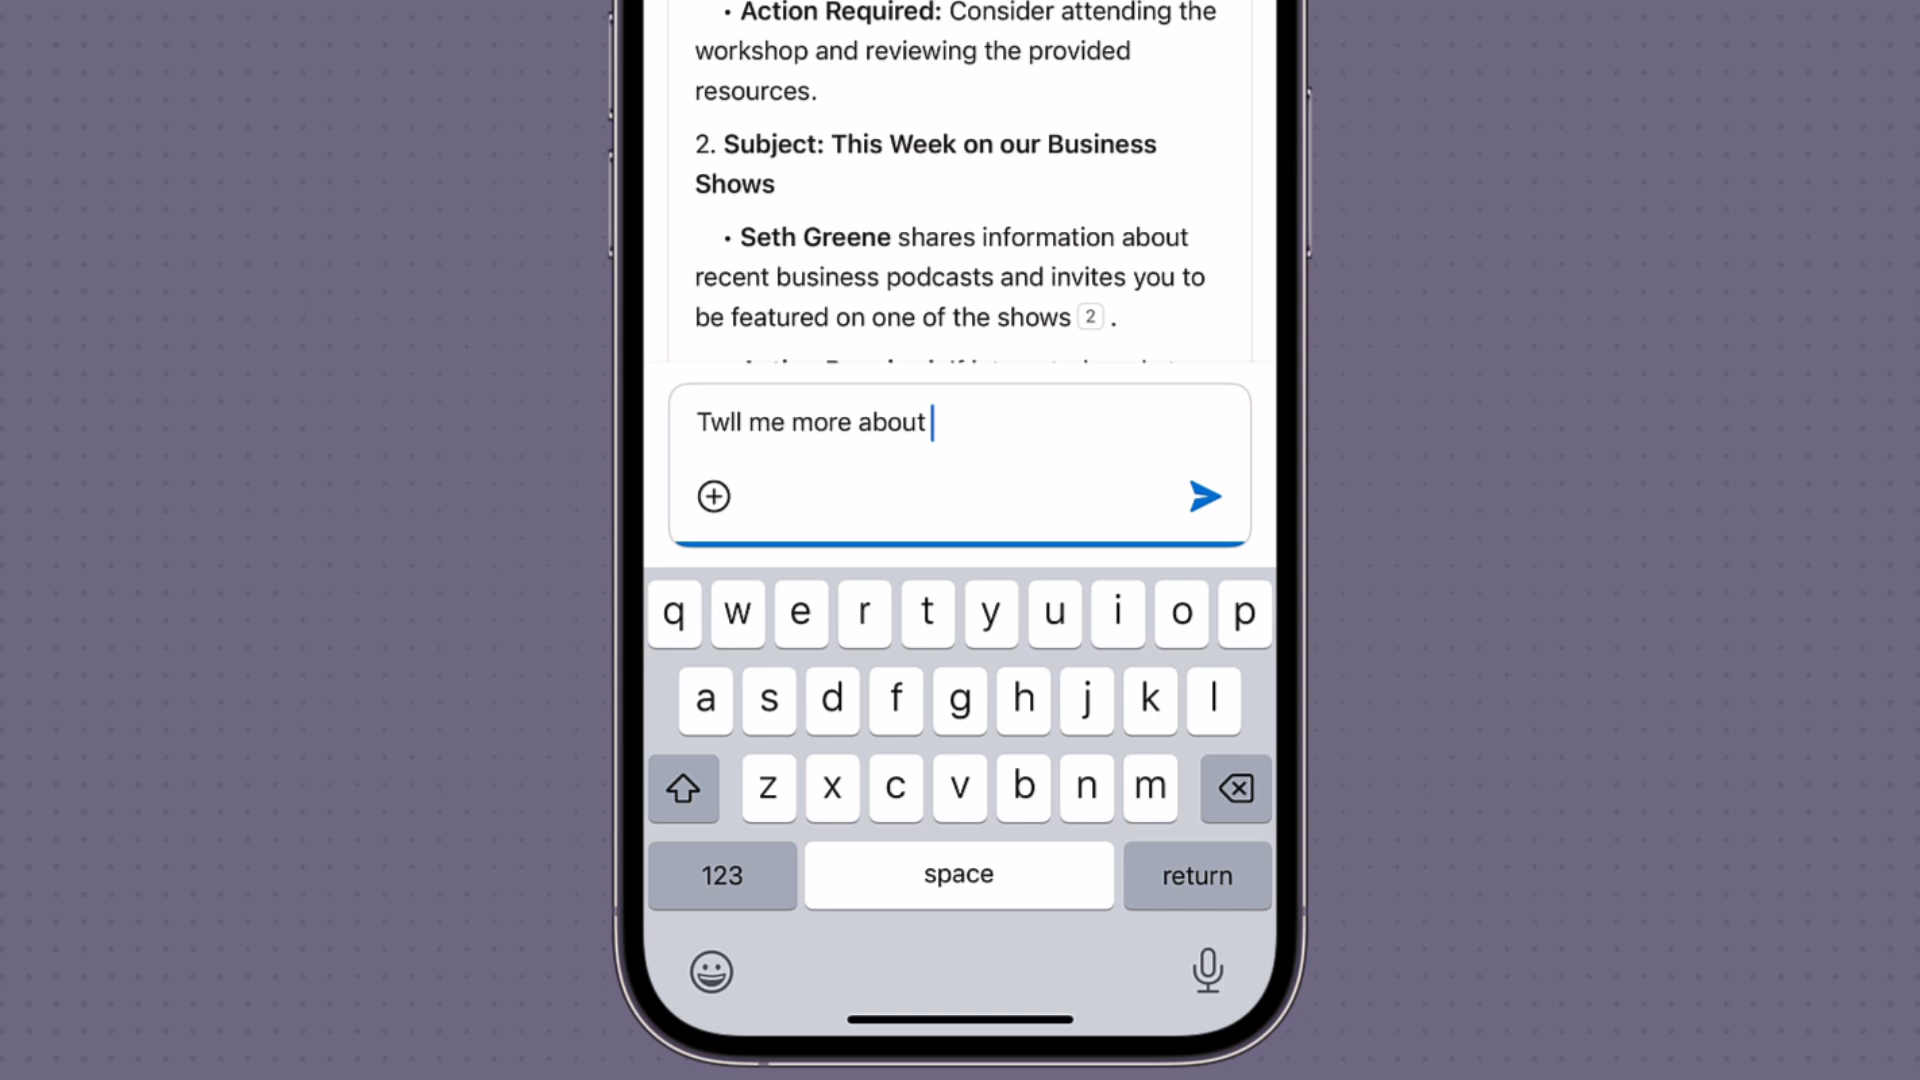 • Action Required: Consider attending the
workshop and reviewing the provided
resources.
2. Subject: This Week on our Business
Shows
• Seth Greene shares information about
recent business podcasts and invites you to
be featured on one of the shows 2 .
Twll me more about
q w e r t y u i o p
a s d f g h j k l
z x c v b n m
123 space return